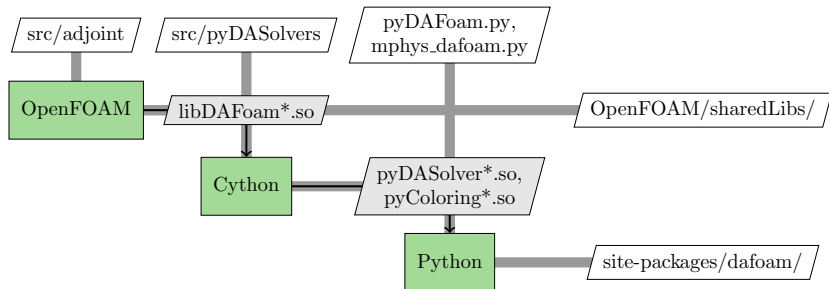 src/adjoint
src/pyDASolvers
pyDAFoam.py,
mphys_dafoam.py
OpenFOAM
libDAFoam*.so
OpenFOAM/sharedLibs/
Cython
pyDASolver*.so,
pyColoring*.so
Python
site-packages/dafoam/